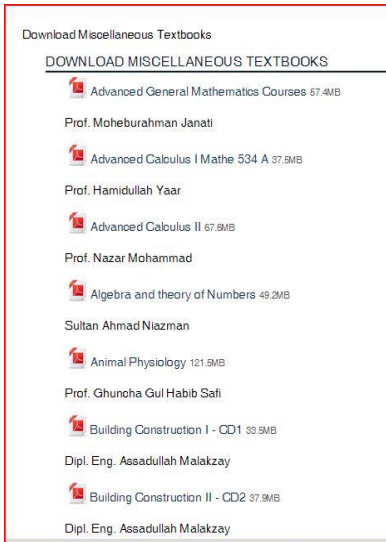 Download Miscellaneous Textbooks
DOWNLOAD MISCELLANEOUS TEXTBOOKS
Advanced General Mathematics Courses 57.4MB
Prof. Moheburahman Janati
Advanced Calculus I Mathe 534 A 37.5MB
Prof. Hamidullah Yaar
Advanced Calculus II 67.6MB
Prof. Nazar Mohammad
Algebra and theory of Numbers 49.2MB
Sultan Ahmad Niazman
Animal Physiology 121.5MB
Prof. Ghuncha Gul Habib Safi
Building Construction I - CD1 33.5MB
Dipl. Eng. Assadullah Malakzay
Building Construction II - CD2 37.9MB
Dipl. Eng. Assadullah Malakzay